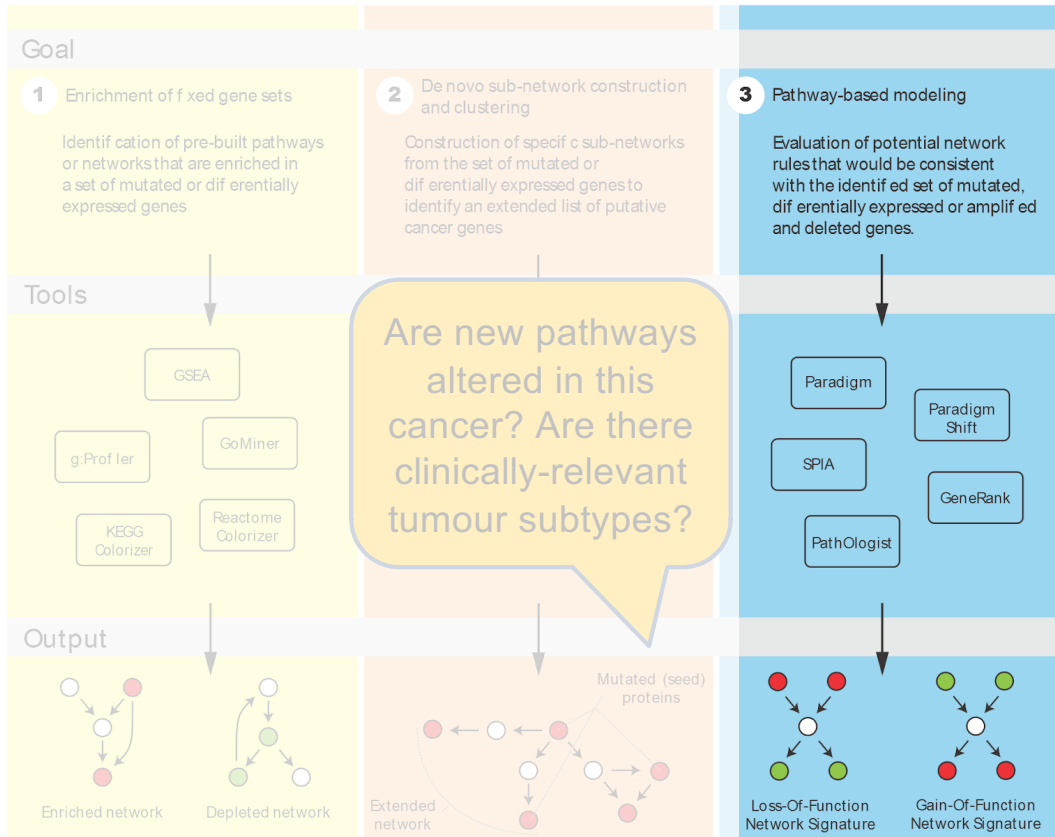 Goal
1 Enrichment of f xed gene sets
Identif cation of pre-built pathways
or networks that are enriched in
a set of mutated or dif erentially
expressed genes
2 De novo sub-network construction
and clustering
Construction of specif c sub-networks
from the set of mutated or
dif erentially expressed genes to
identify an extended list of putative
cancer genes
3 Pathway-based modeling
Evaluation of potential network
rules that would be consistent
with the identif ed set of mutated,
dif erentially expressed or amplif ed
and deleted genes.
Tools
GSEA
GoMiner
g:Prof ler
Reactome
Colorizer
KEGG
Colorizer
Are new pathways
altered in this
cancer? Are there
clinically-relevant
tumour subtypes?
Paradigm
Paradigm
Shift
SPIA
GeneRank
PathOlogist
Output
Enriched network
Depleted network
Mutated (seed)
proteins
Extended
network
Loss-Of-Function
Network Signature
Gain-Of-Function
Network Signature